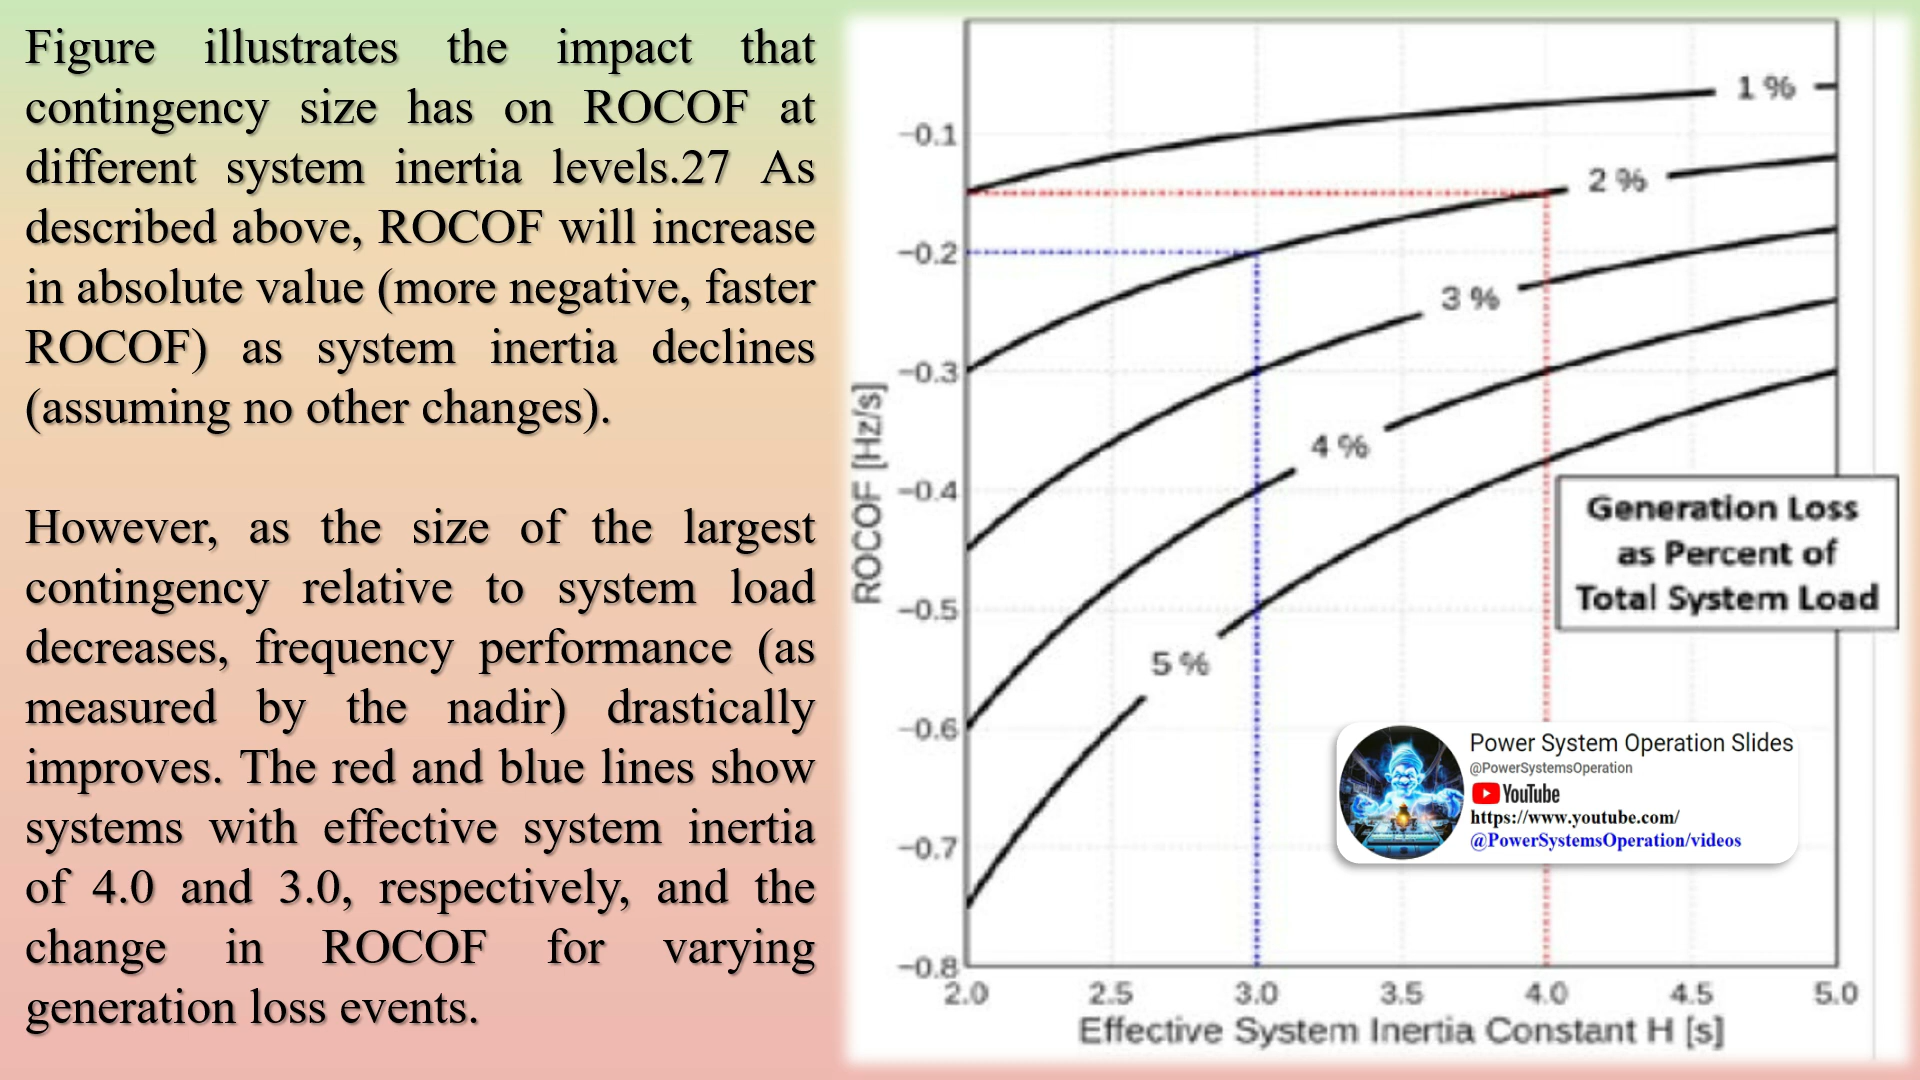 Figure illustrates the impact that
contingency size has on ROCOF at
different system inertia levels.27 As
described above, ROCOF will increase
in absolute value (more negative, faster
ROCOF) as system inertia declines
(assuming no other changes).
However, as the size of the largest
contingency relative to system load
decreases, frequency performance (as
measured by the nadir) drastically
improves. The red and blue lines show
systems with effective system inertia
of 4.0 and 3.0, respectively, and the
change in ROCOF for varying
generation loss events.
ROCOF [Hz/s]
−0.1
−0.2
−0.3
−0.4
−0.5
−0.6
−0.7
−0.8
1 %
2 %
3 %
4 %
5 %
Generation Loss
as Percent of
Total System Load
Power System Operation Slides
@PowerSystemsOperation
YouTube
https://www.youtube.com/
@PowerSystemsOperation/videos
2.0 2.5 3.0 3.5 4.0 4.5 5.0
Effective System Inertia Constant H [s]